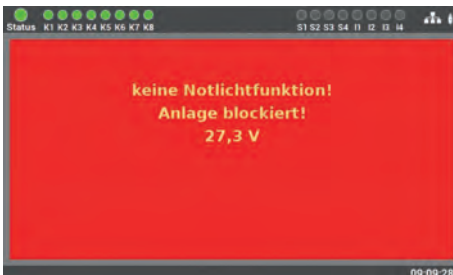 Status K1 K2 K3 K4 K5 K6 K7 K8 S1 S2 S3 S4 I1 I2 I3 I4
keine Notlichtfunktion!
Anlage blockiert!
27,3 V
09:09:28